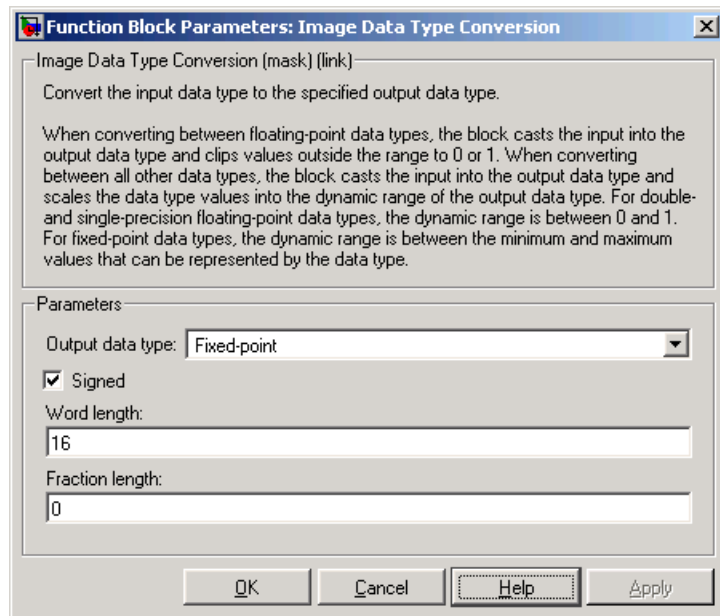 Function Block Parameters: Image Data Type Conversion
Image Data Type Conversion (mask) (link)
Convert the input data type to the specified output data type.
When converting between floating-point data types, the block casts the input into the
output data type and clips values outside the range to 0 or 1. When converting
between all other data types, the block casts the input into the output data type and
scales the data type values into the dynamic range of the output data type. For double-
and single-precision floating-point data types, the dynamic range is between 0 and 1.
For fixed-point data types, the dynamic range is between the minimum and maximum
values that can be represented by the data type.
Parameters
Output data type: Fixed-point
Signed
Word length:
16
Fraction length:
0
OK Cancel Help Apply